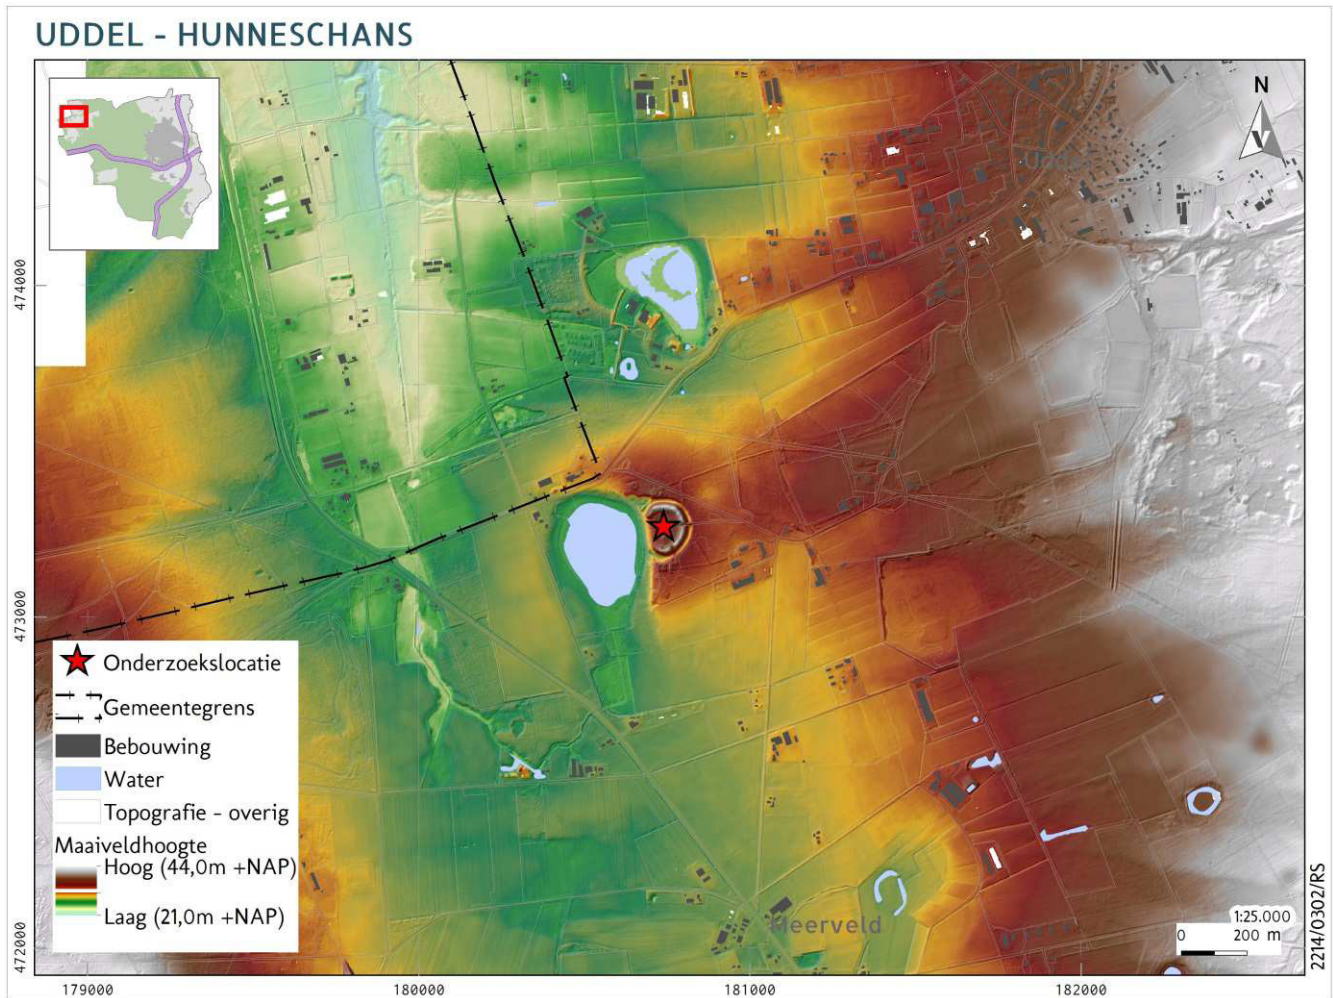 UDDEL - HUNNESCHANS
N
Uddel
474000
473000
472000
Onderzoekslocatie
Gemeentegrens
Bebouwing
Water
Topografie - overig
Maaiveldhoogte
Hoog (44,0m +NAP)
Laag (21,0m +NAP)
Meerveld
1:25.000
0 200 m
2214/0302/RS
179000 180000 181000 182000